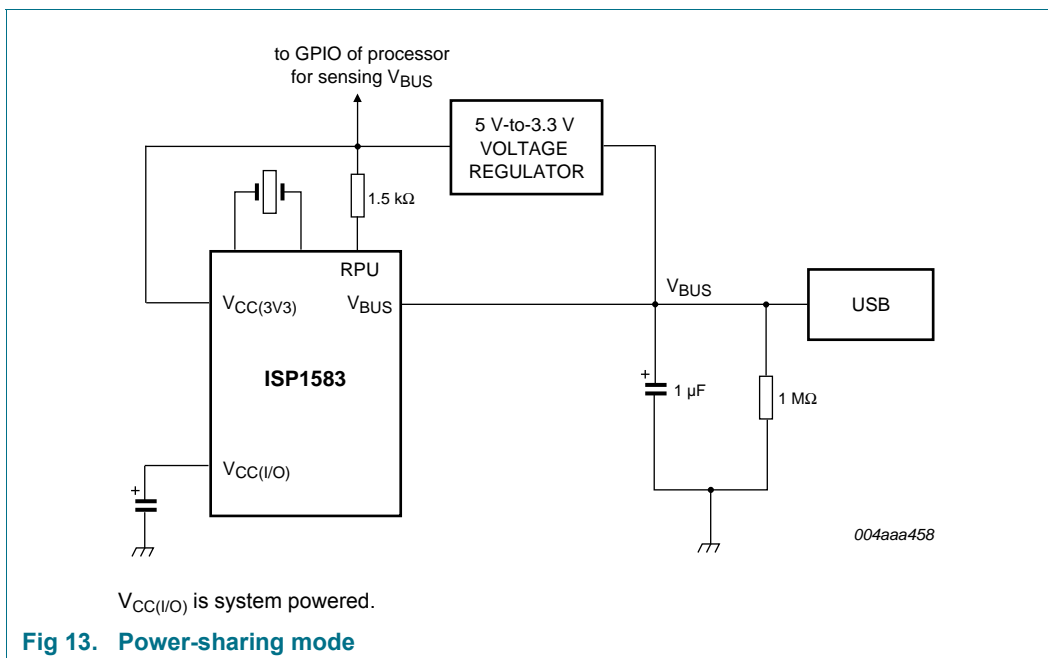 to GPIO of processor
for sensing VBUS
5 V-to-3.3 V
VOLTAGE
REGULATOR
1.5 kΩ
RPU
VCC(3V3)
VBUS
VBUS
USB
ISP1583
+
1 µF
1 MΩ
VCC(I/O)
+
004aaa458
VCC(I/O) is system powered.
Fig 13. Power-sharing mode